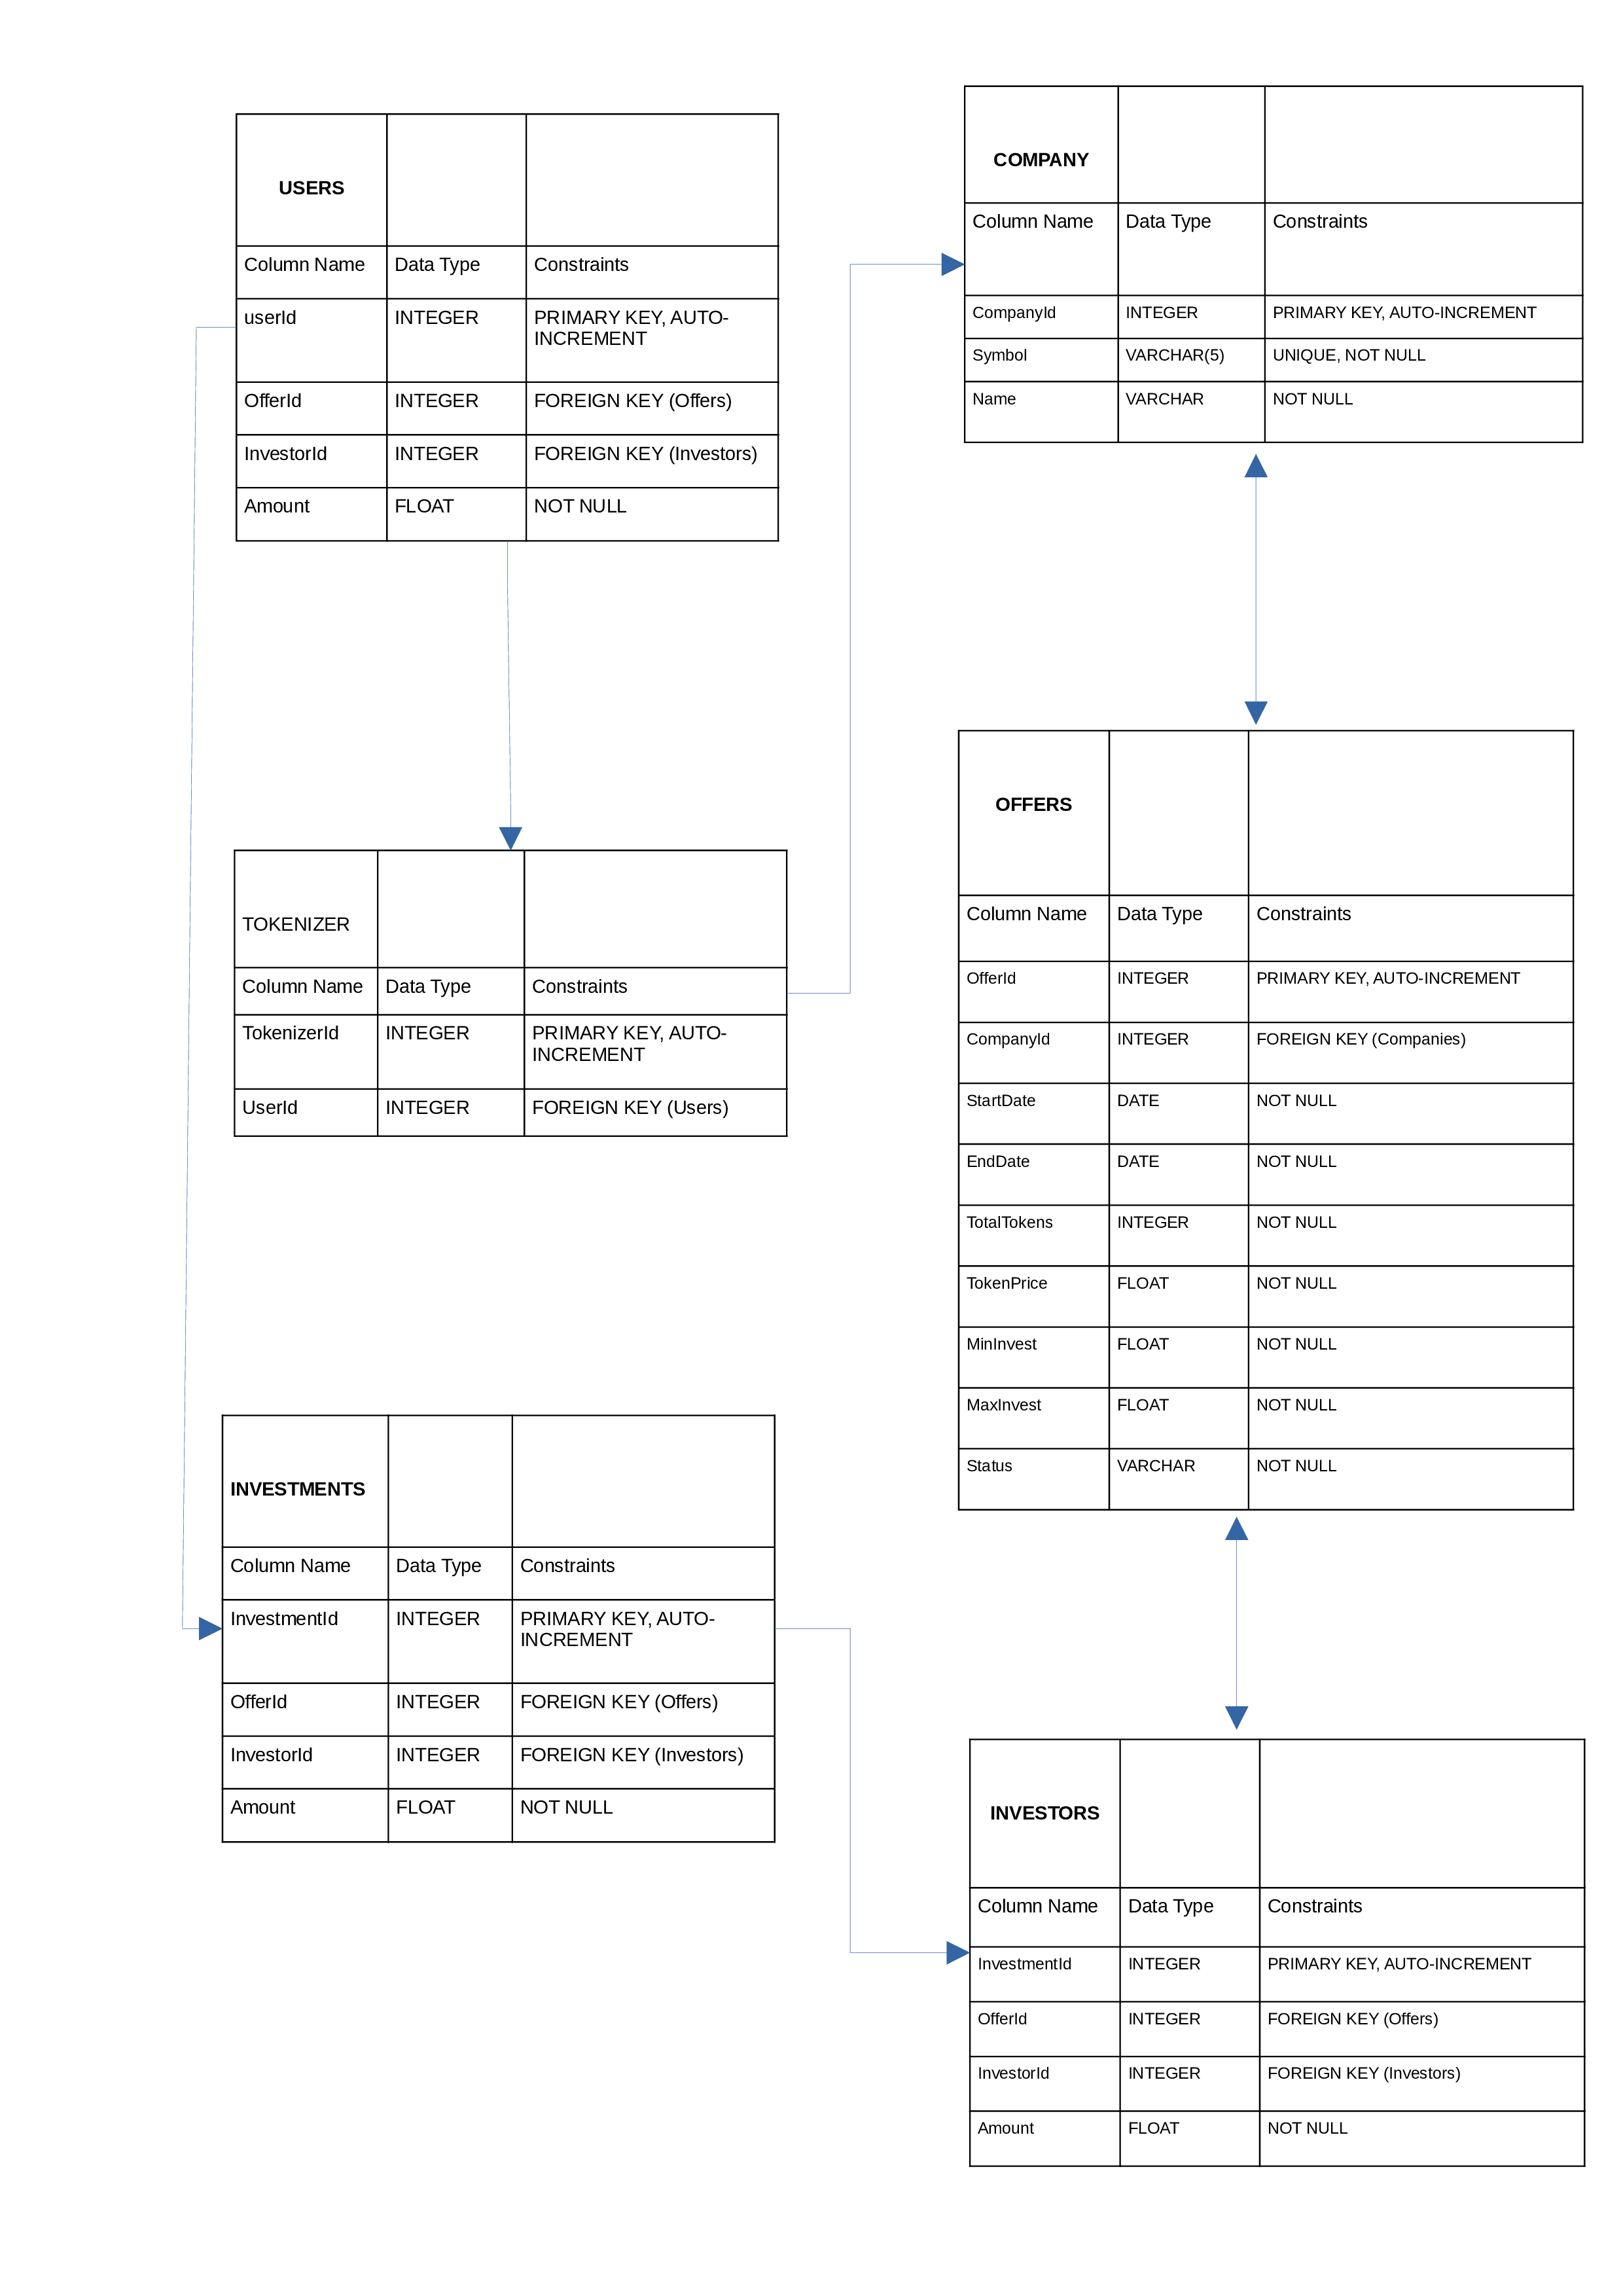 USERS
Column Name Data Type Constraints
userId INTEGER PRIMARY KEY, AUTO-
INCREMENT
OfferId INTEGER FOREIGN KEY (Offers)
InvestorId INTEGER FOREIGN KEY (Investors)
Amount FLOAT NOT NULL
COMPANY
Column Name Data Type Constraints
CompanyId INTEGER PRIMARY KEY, AUTO-INCREMENT
Symbol VARCHAR(5) UNIQUE, NOT NULL
Name VARCHAR NOT NULL
TOKENIZER
Column Name Data Type Constraints
TokenizerId INTEGER PRIMARY KEY, AUTO-
INCREMENT
UserId INTEGER FOREIGN KEY (Users)
OFFERS
Column Name Data Type Constraints
OfferId INTEGER PRIMARY KEY, AUTO-INCREMENT
CompanyId INTEGER FOREIGN KEY (Companies)
StartDate DATE NOT NULL
EndDate DATE NOT NULL
TotalTokens INTEGER NOT NULL
TokenPrice FLOAT NOT NULL
MinInvest FLOAT NOT NULL
MaxInvest FLOAT NOT NULL
Status VARCHAR NOT NULL
INVESTMENTS
Column Name Data Type Constraints
InvestmentId INTEGER PRIMARY KEY, AUTO-
INCREMENT
OfferId INTEGER FOREIGN KEY (Offers)
InvestorId INTEGER FOREIGN KEY (Investors)
Amount FLOAT NOT NULL
INVESTORS
Column Name Data Type Constraints
InvestmentId INTEGER PRIMARY KEY, AUTO-INCREMENT
OfferId INTEGER FOREIGN KEY (Offers)
InvestorId INTEGER FOREIGN KEY (Investors)
Amount FLOAT NOT NULL